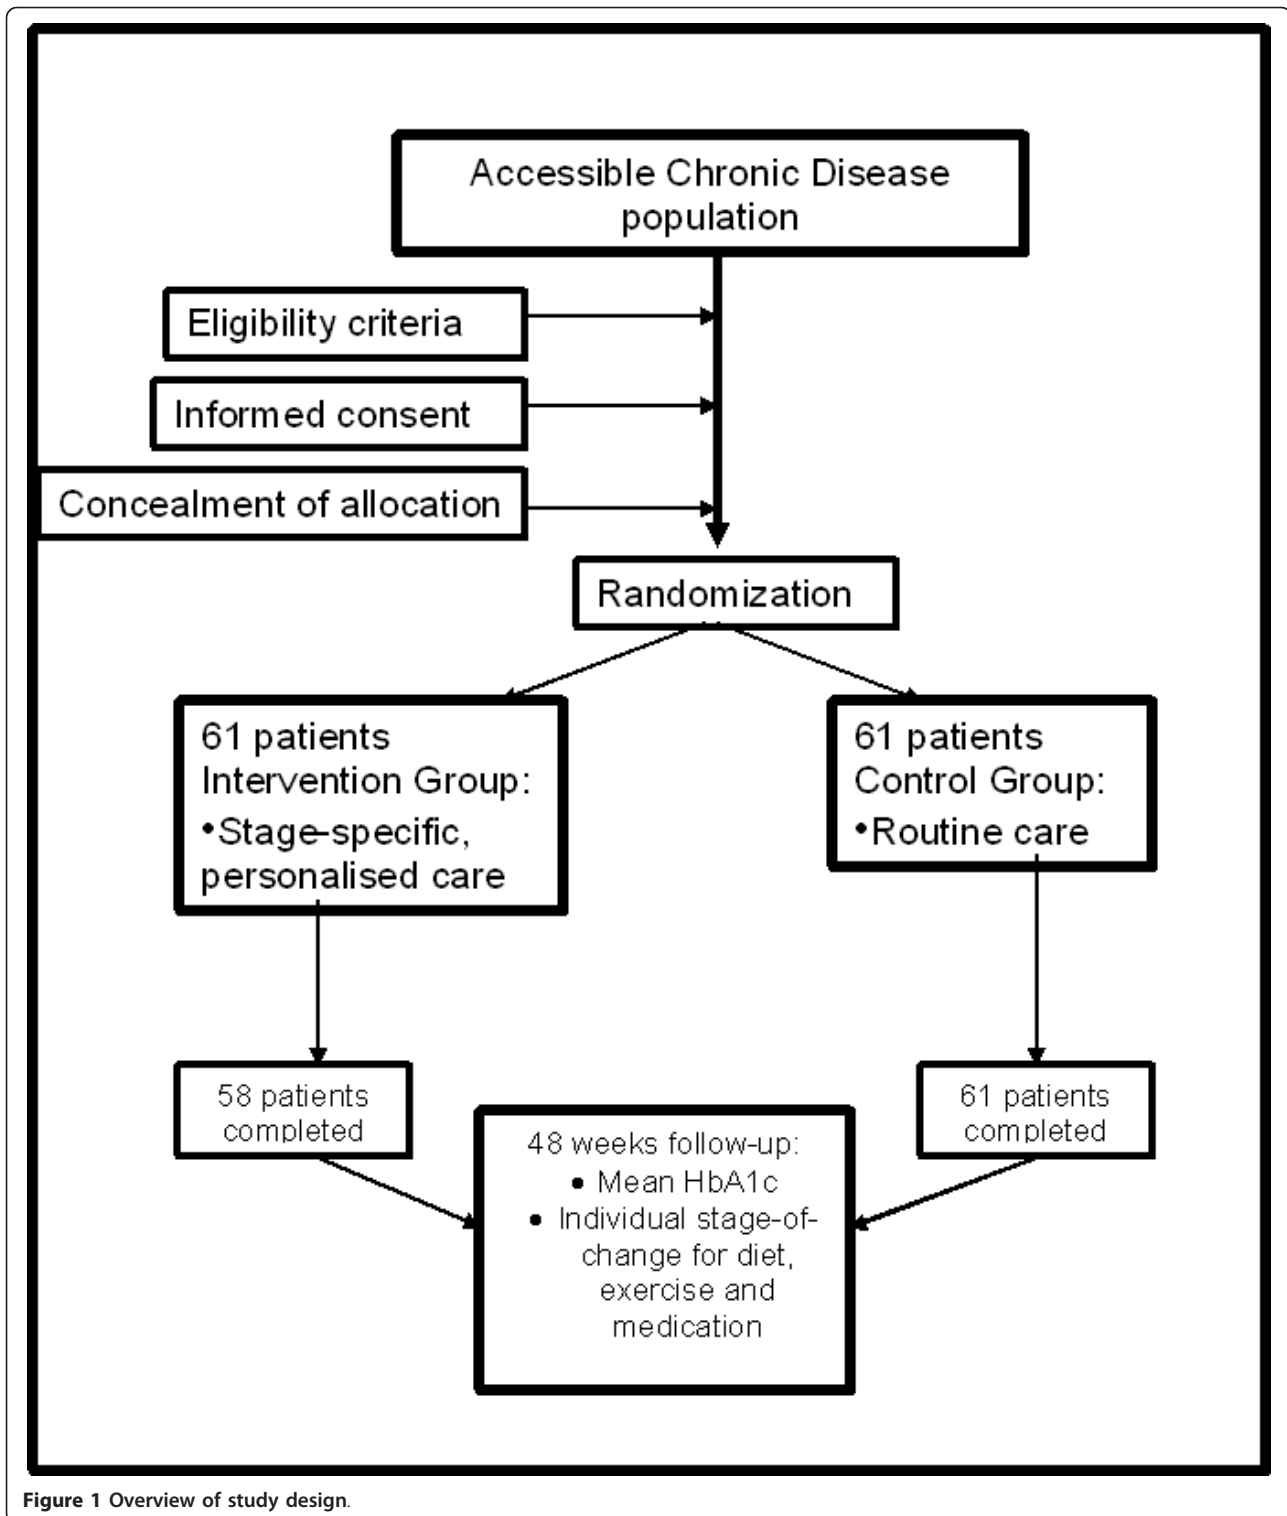 Accessible Chronic Disease
population
Eligibility criteria
Informed consent
Concealment of allocation
Randomization
61 patients
Intervention Group:
•Stage-specific,
personalised care
61 patients
Control Group:
•Routine care
58 patients
completed
61 patients
completed
48 weeks follow-up:
• Mean HbA1c
• Individual stage-of-
change for diet,
exercise and
medication
Figure 1 Overview of study design.